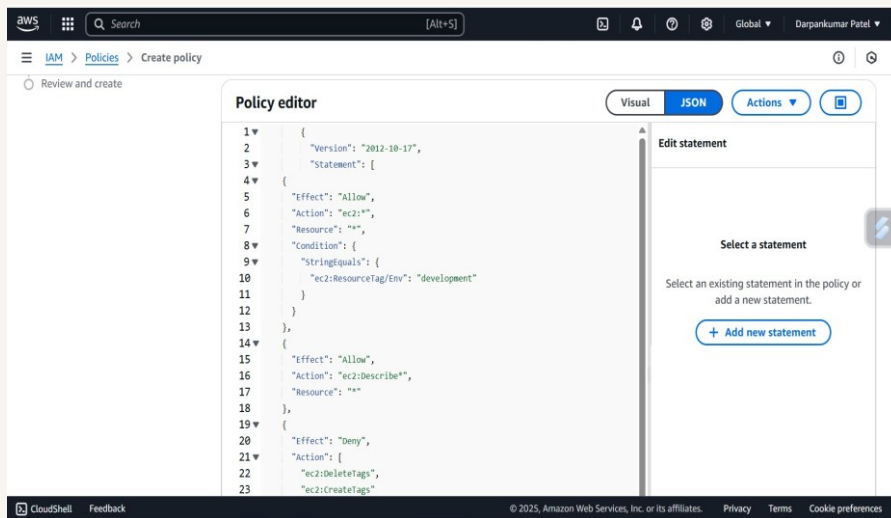 aws Search [Alt+S] Global ▼ Darpankumar Patel ▼
IAM > Policies > Create policy
Review and create
Policy editor
Visual JSON Actions ▼
1 {
2 "Version": "2012-10-17",
3 "Statement": [
4 {
5 "Effect": "Allow",
6 "Action": "ec2:*",
7 "Resource": "*",
8 "Condition": {
9 "StringEquals": {
10 "ec2:ResourceTag/Env": "development"
11 }
12 }
13 },
14 {
15 "Effect": "Allow",
16 "Action": "ec2:Describe*",
17 "Resource": "*"
18 },
19 {
20 "Effect": "Deny",
21 "Action": [
22 "ec2:DeleteTags",
23 "ec2:CreateTags"
Edit statement
Select a statement
Select an existing statement in the policy or
add a new statement.
+ Add new statement
CloudShell Feedback © 2025, Amazon Web Services, Inc. or its affiliates. Privacy Terms Cookie preferences